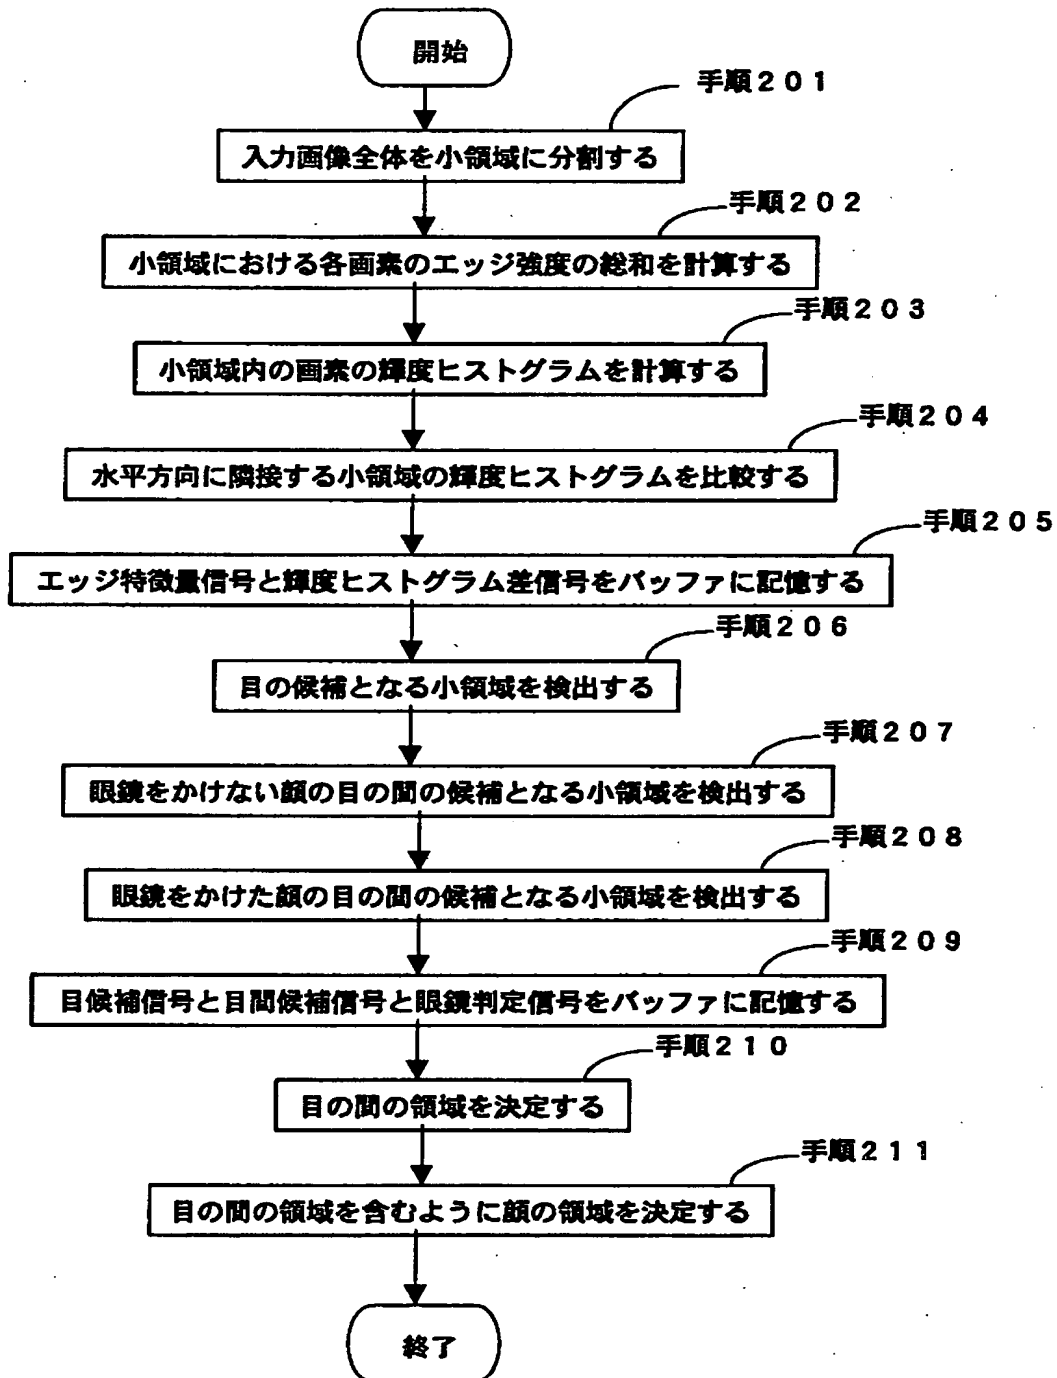 開始
手順201
入力画像全体を小領域に分割する
手順202
小領域における各画素のエッジ強度の総和を計算する
手順203
小領域内の画素の輝度ヒストグラムを計算する
手順204
水平方向に隣接する小領域の輝度ヒストグラムを比較する
手順205
エッジ特徴量信号と輝度ヒストグラム差信号をバッファに記憶する
手順206
目の候補となる小領域を検出する
手順207
眼鏡をかけない顔の目の間の候補となる小領域を検出する
手順208
眼鏡をかけた顔の目の間の候補となる小領域を検出する
手順209
目候補信号と目間候補信号と眼鏡判定信号をバッファに記憶する
手順210
目の間の領域を決定する
手順211
目の間の領域を含むように顔の領域を決定する
終了